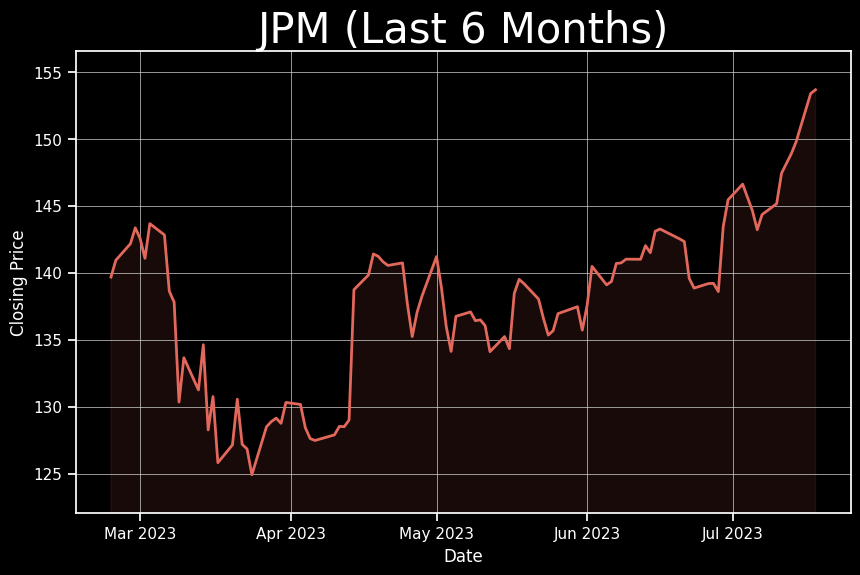 JPM (Last 6 Months)
155
150
145
140
135
130
125
Closing Price
Mar 2023
Apr 2023
May 2023
Jun 2023
Jul 2023
Date